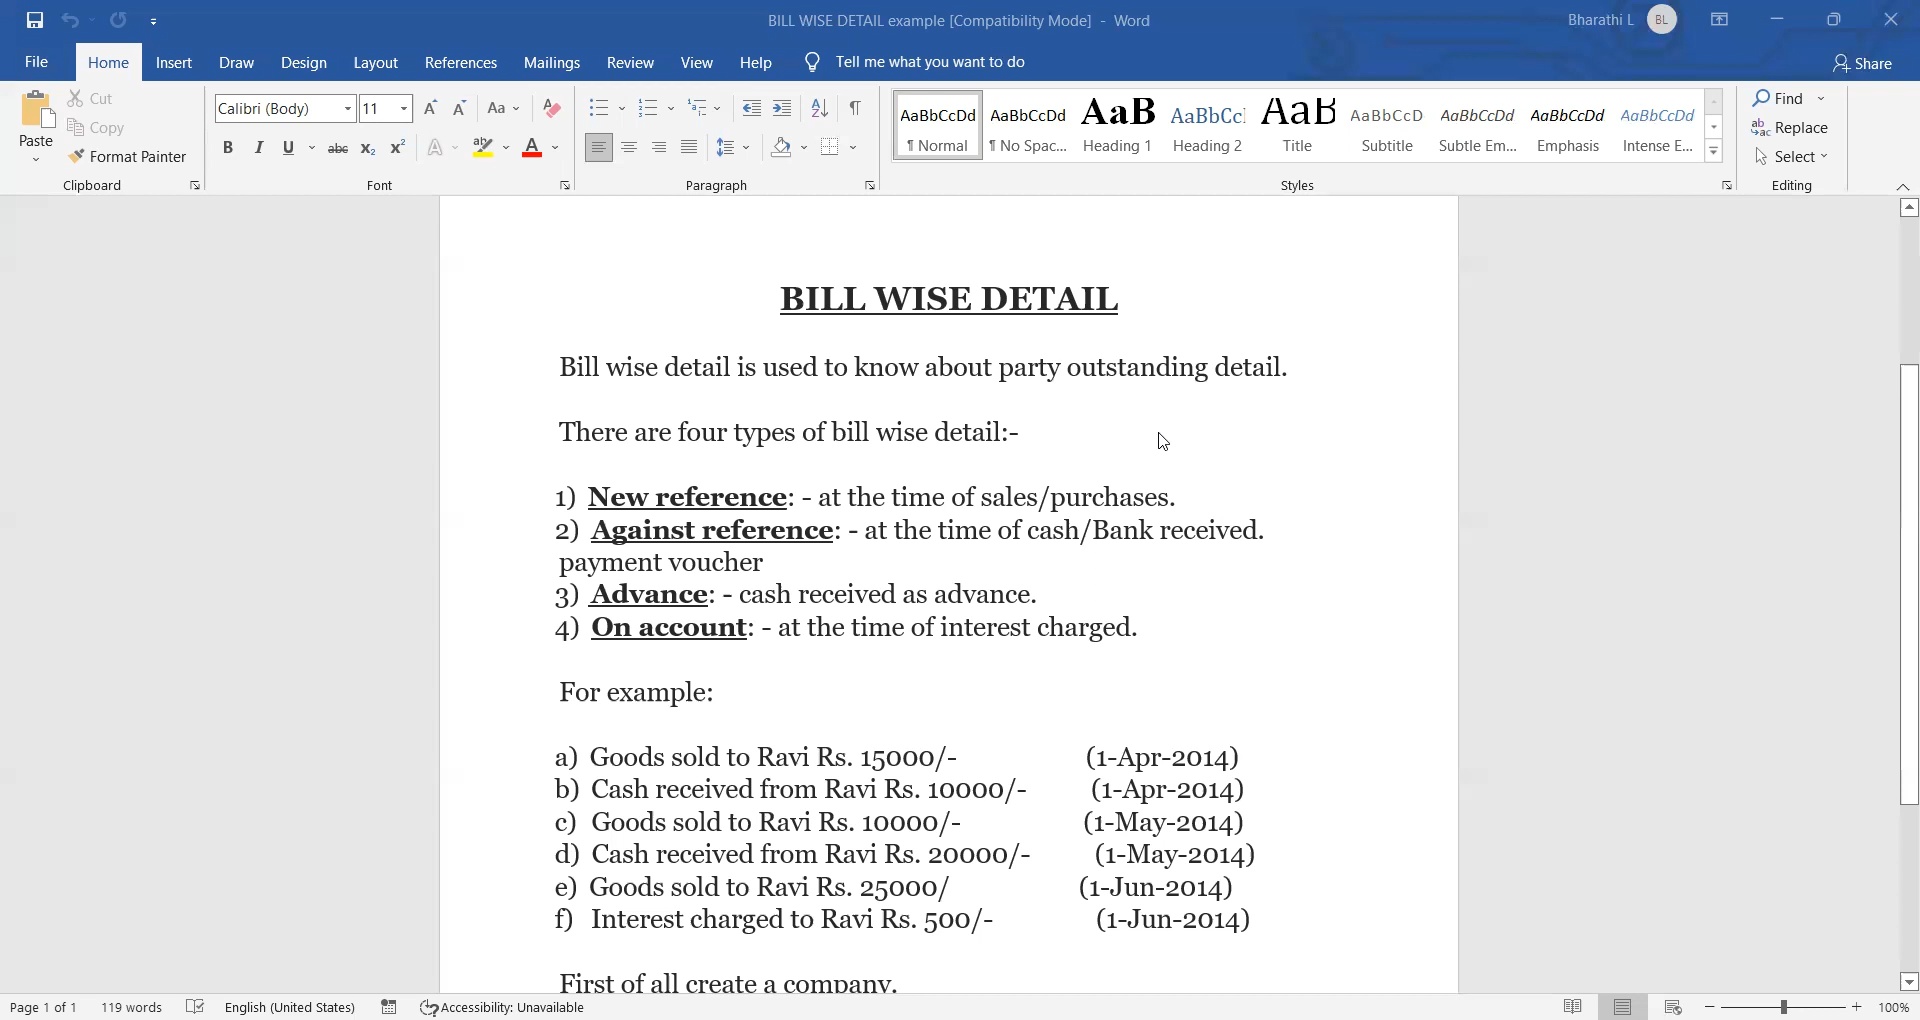 BILL WISE DETAIL example [Compatibility Mode] - Word
Bharathi L
BL
File Home Insert Draw Design Layout References Mailings Review View Help Tell me what you want to do
Share
Paste
Cut
Copy
Format Painter
Clipboard
Calibri (Body)
11
Aa
B I U abc x₂ x² A ab A
Font
Paragraph
AaBbCcDd AaBbCcDd AaB AaBbCc AaB AaBbCcD AaBbCcDd AaBbCcDd AaBbCcDd
¶ Normal ¶ No Spac... Heading 1 Heading 2 Title Subtitle Subtle Em... Emphasis Intense E...
Styles
Find
Replace
Select
Editing
BILL WISE DETAIL
Bill wise detail is used to know about party outstanding detail.
There are four types of bill wise detail:-
1) New reference: - at the time of sales/purchases.
2) Against reference: - at the time of cash/Bank received.
payment voucher
3) Advance: - cash received as advance.
4) On account: - at the time of interest charged.
For example:
a) Goods sold to Ravi Rs. 15000/- (1-Apr-2014)
b) Cash received from Ravi Rs. 10000/- (1-Apr-2014)
c) Goods sold to Ravi Rs. 10000/- (1-May-2014)
d) Cash received from Ravi Rs. 20000/- (1-May-2014)
e) Goods sold to Ravi Rs. 25000/ (1-Jun-2014)
f) Interest charged to Ravi Rs. 500/- (1-Jun-2014)
First of all create a company.
Page 1 of 1 119 words English (United States) Accessibility: Unavailable 100%